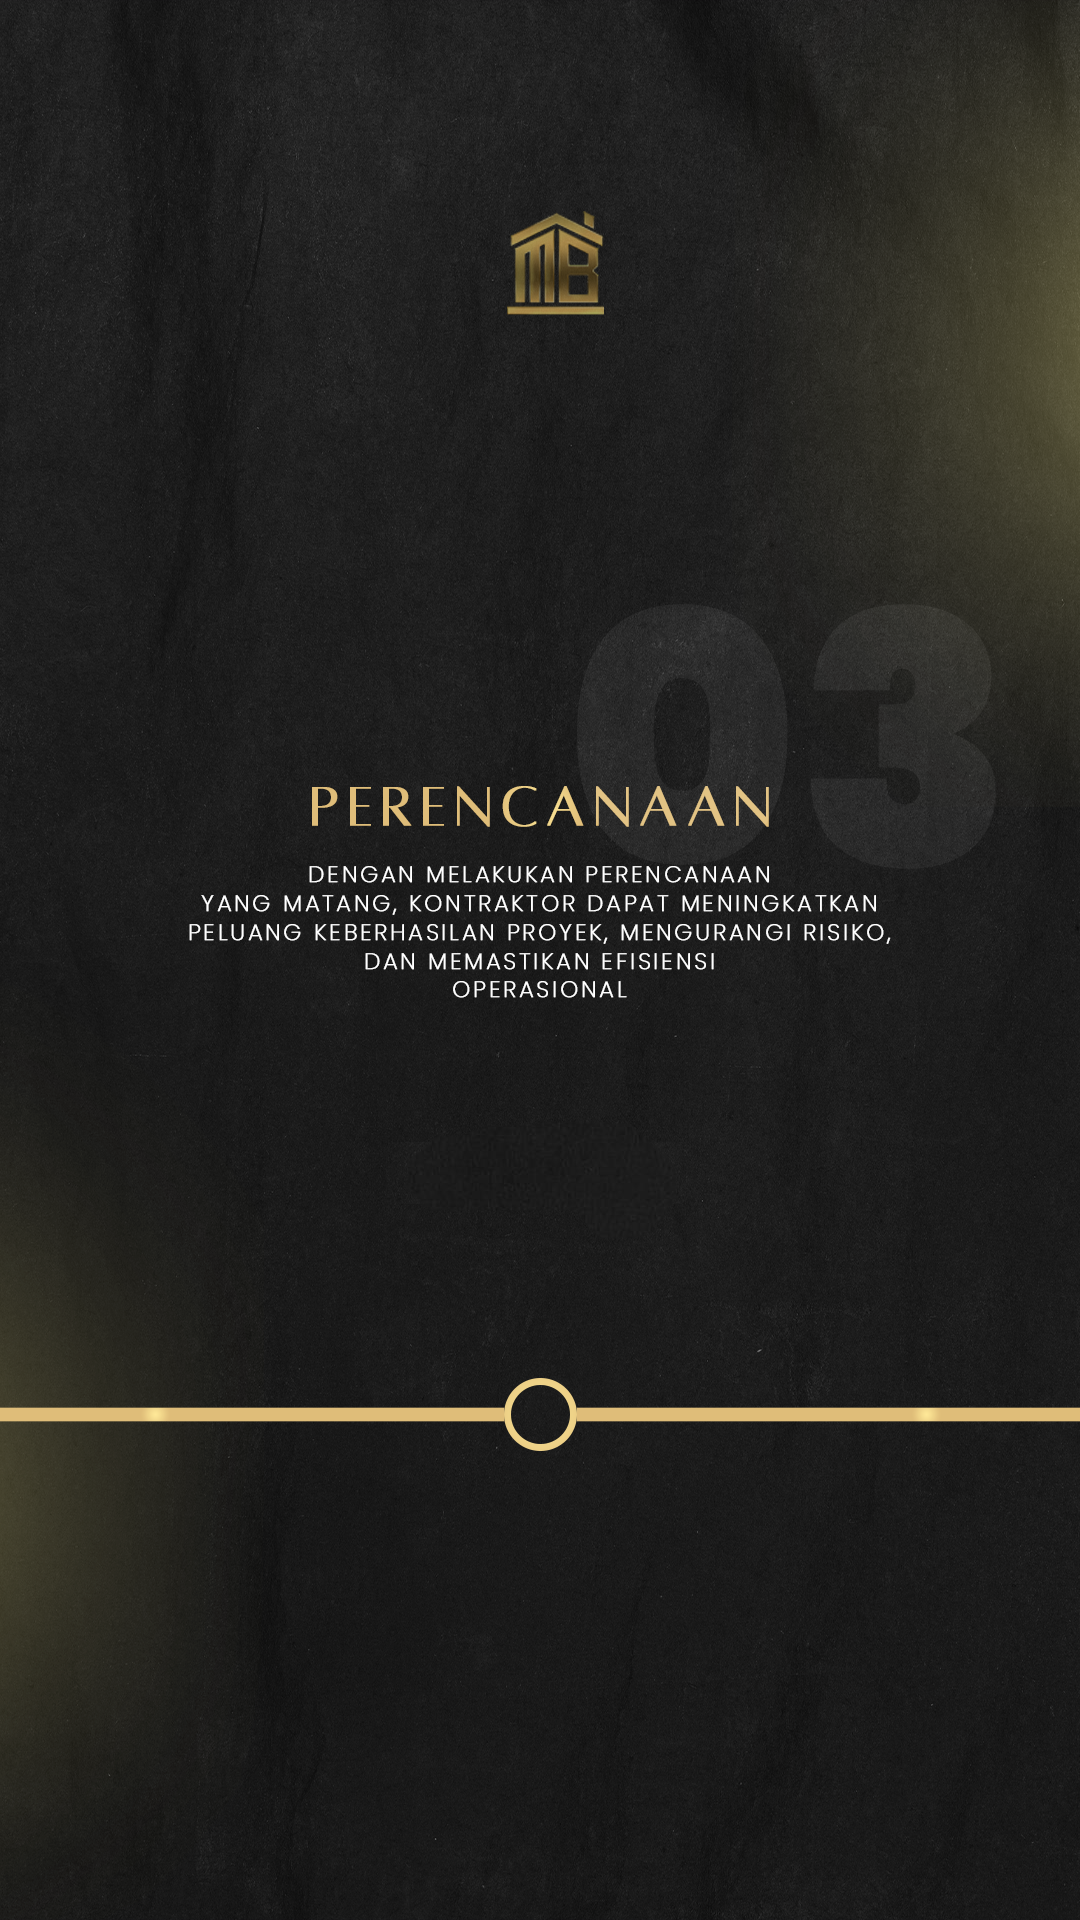 MB
03
PERENCANAAN
DENGAN MELAKUKAN PERENCANAAN
YANG MATANG, KONTRAKTOR DAPAT MENINGKATKAN
PELUANG KEBERHASILAN PROYEK, MENGURANGI RISIKO,
DAN MEMASTIKAN EFISIENSI
OPERASIONAL